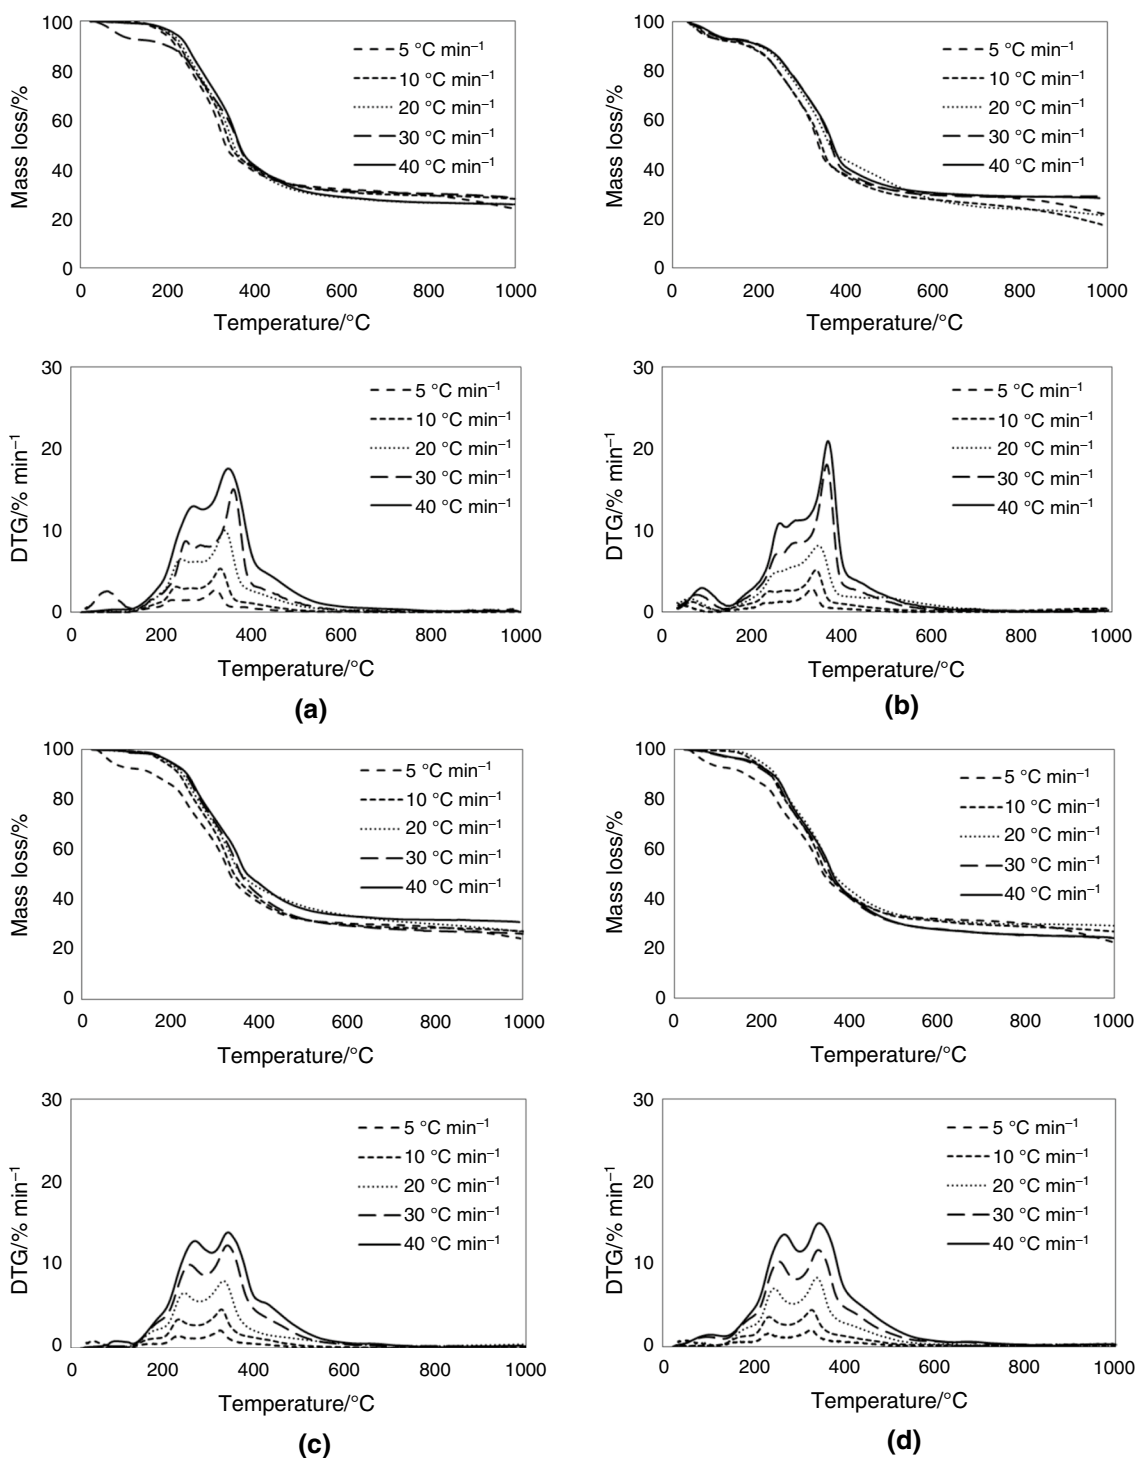 100
80
60
40
20
0
Mass loss/%
5 °C min⁻¹
10 °C min⁻¹
20 °C min⁻¹
30 °C min⁻¹
40 °C min⁻¹
0 200 400 600 800 1000
Temperature/°C
100
80
60
40
20
0
Mass loss/%
5 °C min⁻¹
10 °C min⁻¹
20 °C min⁻¹
30 °C min⁻¹
40 °C min⁻¹
0 200 400 600 800 1000
Temperature/°C
30
20
10
0
DTG/% min⁻¹
5 °C min⁻¹
10 °C min⁻¹
20 °C min⁻¹
30 °C min⁻¹
40 °C min⁻¹
0 200 400 600 800 1000
Temperature/°C
(a)
30
20
10
0
DTG/% min⁻¹
5 °C min⁻¹
10 °C min⁻¹
20 °C min⁻¹
30 °C min⁻¹
40 °C min⁻¹
0 200 400 600 800 1000
Temperature/°C
(b)
100
80
60
40
20
0
Mass loss/%
5 °C min⁻¹
10 °C min⁻¹
20 °C min⁻¹
30 °C min⁻¹
40 °C min⁻¹
0 200 400 600 800 1000
Temperature/°C
100
80
60
40
20
0
Mass loss/%
5 °C min⁻¹
10 °C min⁻¹
20 °C min⁻¹
30 °C min⁻¹
40 °C min⁻¹
0 200 400 600 800 1000
Temperature/°C
30
20
10
0
DTG/% min⁻¹
5 °C min⁻¹
10 °C min⁻¹
20 °C min⁻¹
30 °C min⁻¹
40 °C min⁻¹
0 200 400 600 800 1000
Temperature/°C
(c)
30
20
10
0
DTG/% min⁻¹
5 °C min⁻¹
10 °C min⁻¹
20 °C min⁻¹
30 °C min⁻¹
40 °C min⁻¹
0 200 400 600 800 1000
Temperature/°C
(d)